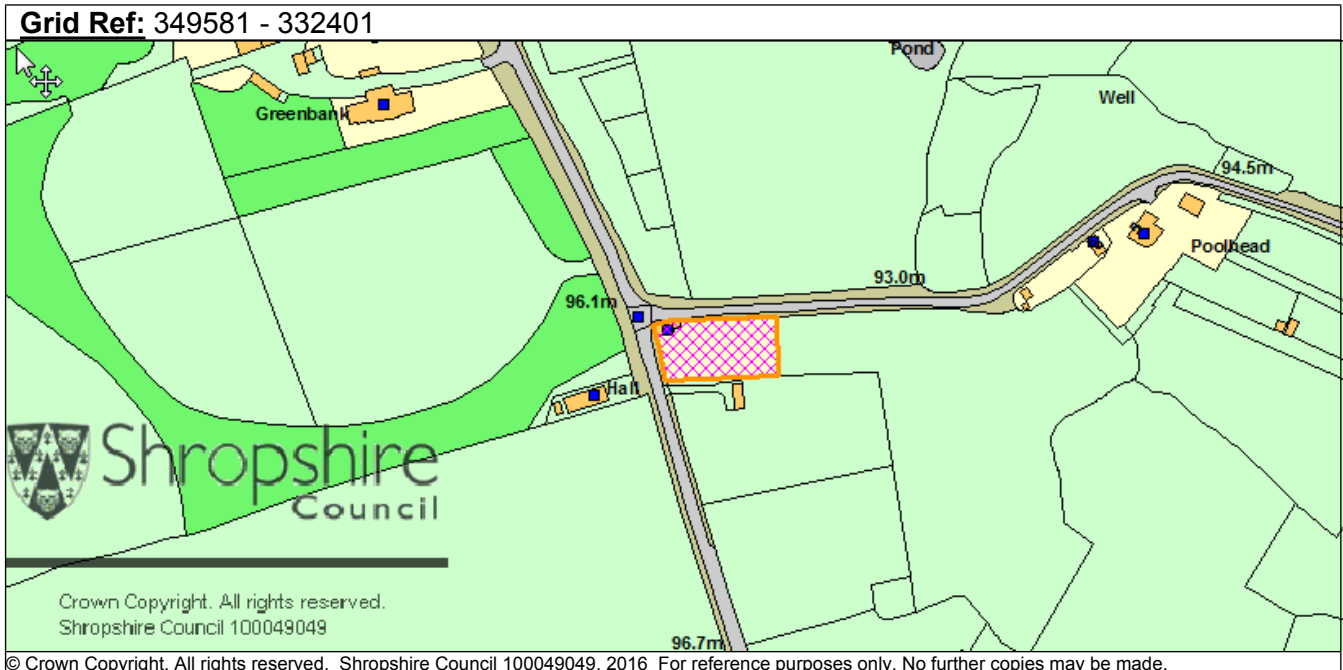 Grid Ref: 349581 - 332401
Pond
Greenbank
Well
94.5m
Poolhead
93.0m
96.1m
Hall
Shropshire
Council
Crown Copyright. All rights reserved.
Shropshire Council 100049049
96.7m
© Crown Copyright. All rights reserved. Shropshire Council 100049049. 2016 For reference purposes only. No further copies may be made.